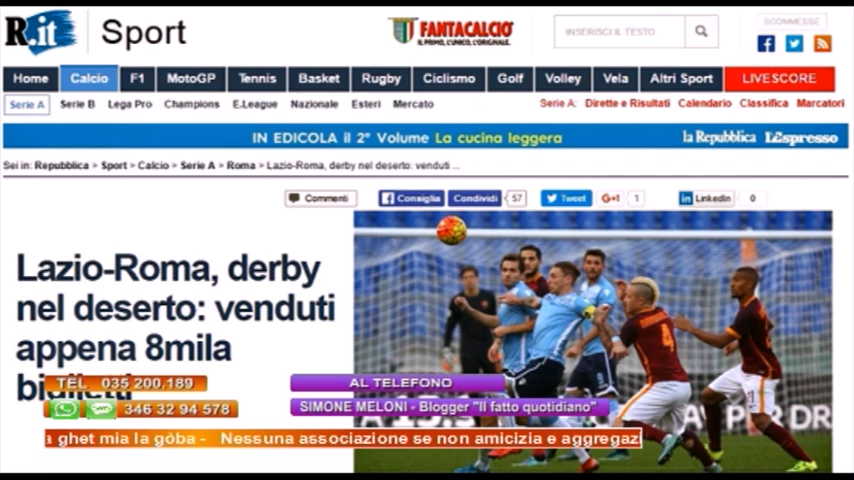 R.it Sport
FANTACALCIO
IL PRIMO, L'UNICO, L'ORIGINALE.
INSERISCI IL TESTO
SCOMMESSE
Home Calcio F1 MotoGP Tennis Basket Rugby Ciclismo Golf Volley Vela Altri Sport LIVESCORE
Serie A Serie B Lega Pro Champions E.League Nazionale Esteri Mercato Serie A: Dirette e Risultati Calendario Classifica Marcatori
IN EDICOLA il 2° Volume La cucina leggera la Repubblica L'Espresso
Sei in: Repubblica > Sport > Calcio > Serie A > Roma > Lazio-Roma, derby nel deserto: venduti ...
Commenti Consiglia Condividi 57 Tweet G+1 1 in LinkedIn 0
Lazio-Roma, derby
nel deserto: venduti
appena 8mila
biglietti
4
TEL 035 200.189
346 32 94 578
AL TELEFONO
SIMONE MELONI - Blogger "Il fatto quotidiano"
a ghet mia la gòba - Nessuna associazione se non amicizia e aggregazi